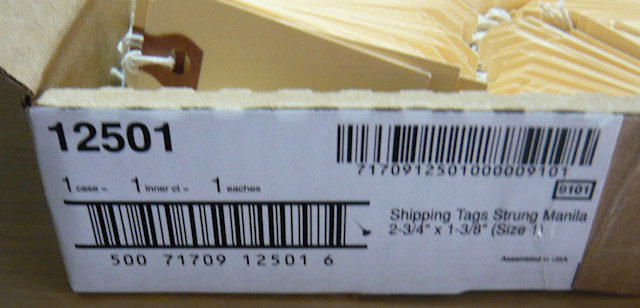 12501
7170912501000009101
9101
1 case = 1 inner ct = 1 eaches
Shipping Tags Strung Manila
2-3/4" x 1-3/8" (Size 1)
500 71709 12501 6
Assembled in USA